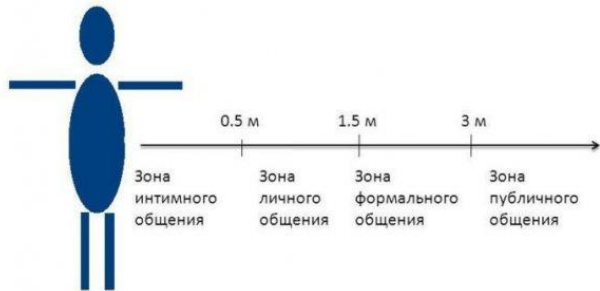 0.5 м 1.5 м 3 м
Зона Зона Зона Зона
интимного личного формального публичного
общения общения общения общения